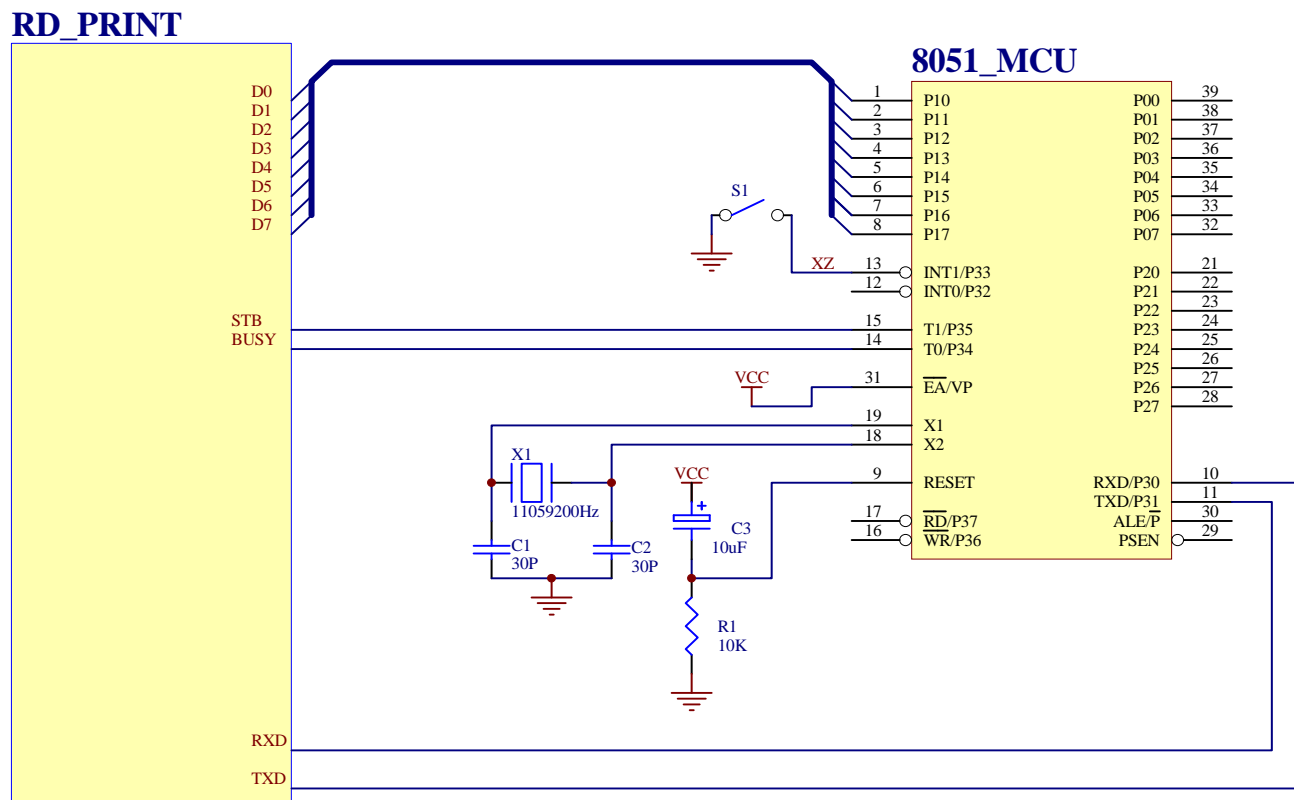 RD_PRINT
D0
D1
D2
D3
D4
D5
D6
D7
STB
BUSY
RXD
TXD
S1
XZ
VCC
X1
11059200Hz
C1
30P
C2
30P
VCC
C3
10uF
R1
10K
8051_MCU
1 P10
2 P11
3 P12
4 P13
5 P14
6 P15
7 P16
8 P17
13 INT1/P33
12 INT0/P32
15 T1/P35
14 T0/P34
31 EA/VP
19 X1
18 X2
9 RESET
17 RD/P37
16 WR/P36
P00 39
P01 38
P02 37
P03 36
P04 35
P05 34
P06 33
P07 32
P20 21
P21 22
P22 23
P23 24
P24 25
P25 26
P26 27
P27 28
RXD/P30 10
TXD/P31 11
ALE/P 30
PSEN 29